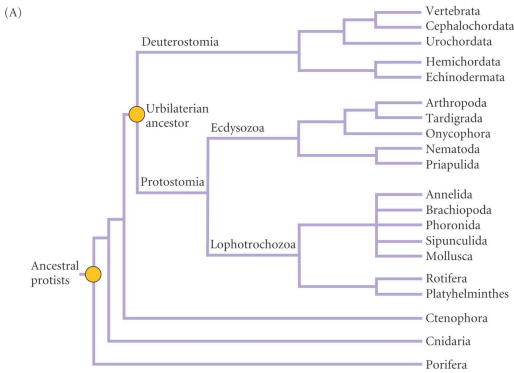 (A)
Vertebrata
Cephalochordata
Deuterostomia
Urochordata
Hemichordata
Echinodermata
Urbilaterian
ancestor
Ecdysozoa
Arthropoda
Tardigrada
Onycophora
Nematoda
Protostomia
Priapulida
Annelida
Brachiopoda
Phoronida
Lophotrochozoa
Sipunculida
Mollusca
Ancestral
protists
Rotifera
Platyhelminthes
Ctenophora
Cnidaria
Porifera